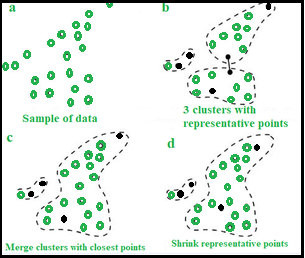 a
b
Sample of data
3 clusters with
representative points
c
d
Merge clusters with closest points
Shrink representative points